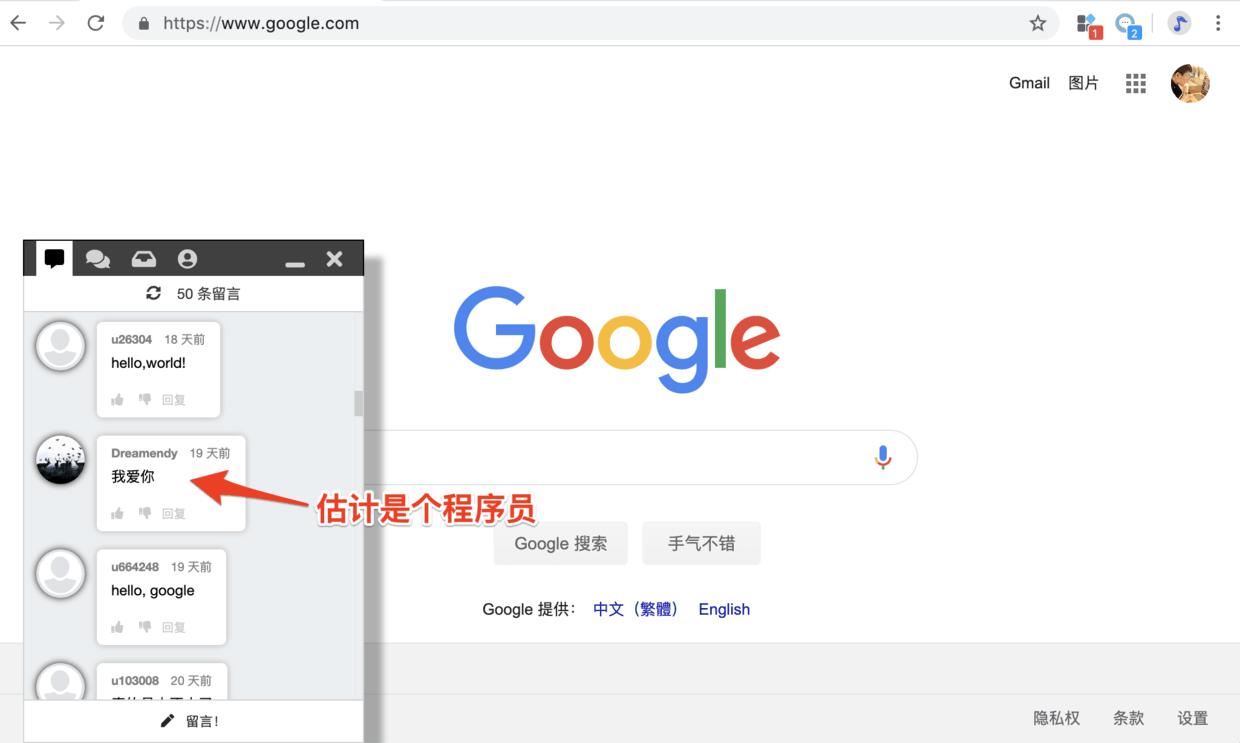 https://www.google.com
1
2
Gmail 图片
50 条留言
u26304 18 天前
hello,world!
回复
Dreamendy 19 天前
我爱你
回复
估计是个程序员
u664248 19 天前
hello, google
回复
u103008 20 天前
留言!
Google
Google 搜索 手气不错
Google 提供: 中文（繁體） English
隐私权 条款 设置